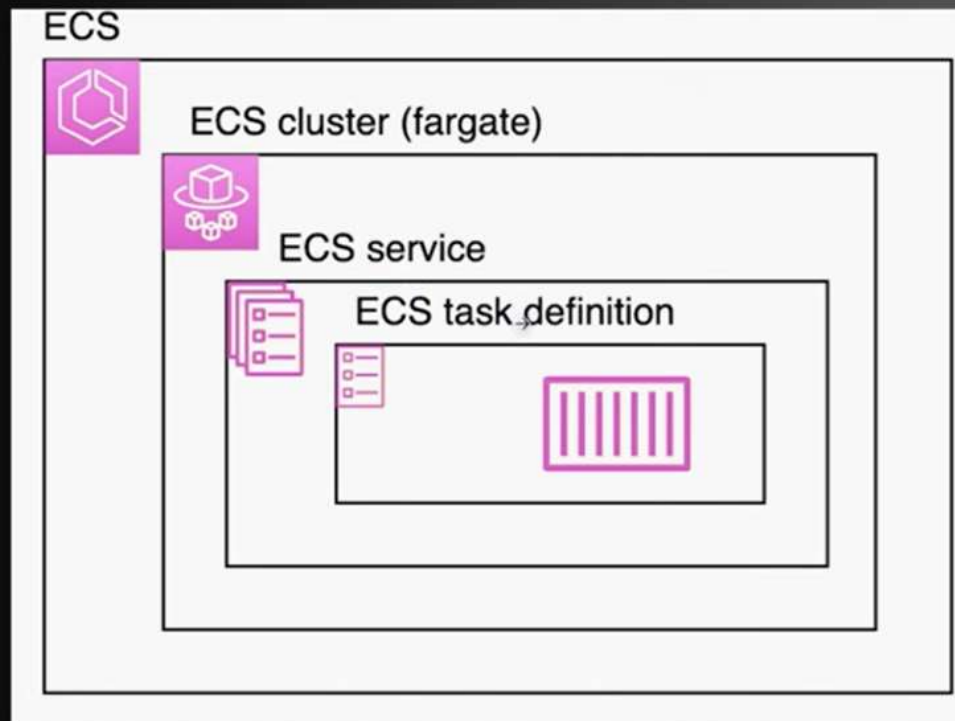 ECS
ECS cluster (fargate)
ECS service
ECS task definition